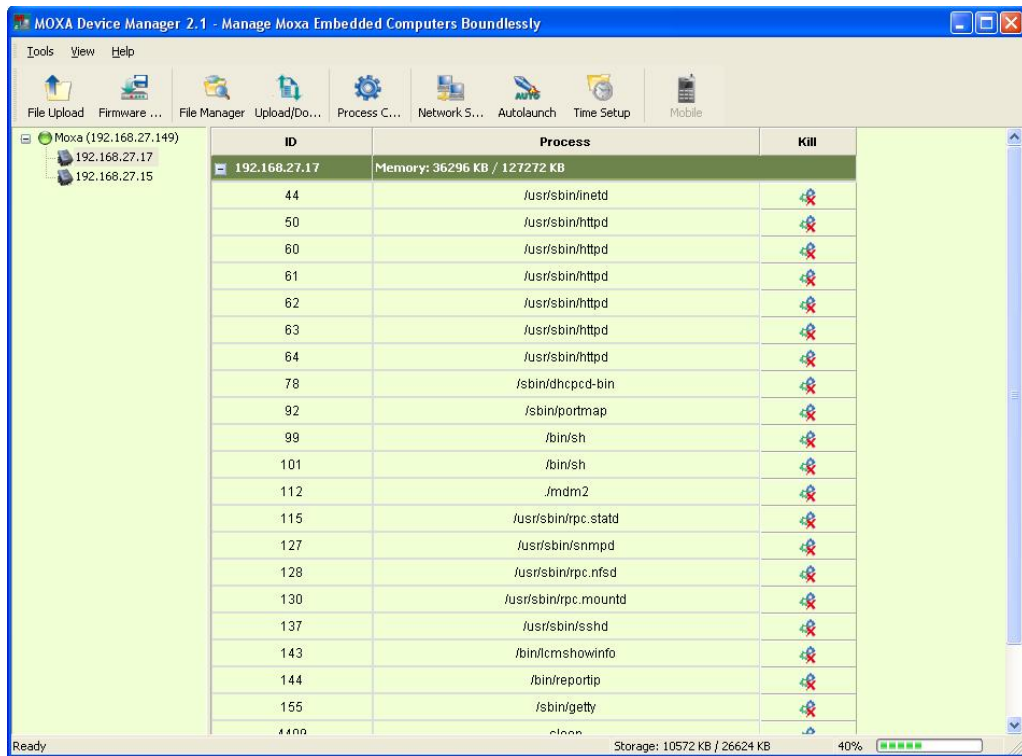 MOXA Device Manager 2.1 - Manage Moxa Embedded Computers Boundlessly
Tools View Help
File Upload Firmware ... File Manager Upload/Do... Process C... Network S... Autolaunch Time Setup Mobile
Moxa (192.168.27.149)
192.168.27.17
192.168.27.15
ID Process Kill
192.168.27.17 Memory: 36296 KB / 127272 KB
44 /usr/sbin/inetd
50 /usr/sbin/httpd
60 /usr/sbin/httpd
61 /usr/sbin/httpd
62 /usr/sbin/httpd
63 /usr/sbin/httpd
64 /usr/sbin/httpd
78 /sbin/dhcpcd-bin
92 /sbin/portmap
99 /bin/sh
101 /bin/sh
112 ./mdm2
115 /usr/sbin/rpc.statd
127 /usr/sbin/snmpd
128 /usr/sbin/rpc.nfsd
130 /usr/sbin/rpc.mountd
137 /usr/sbin/sshd
143 /bin/lcmshowinfo
144 /bin/reportip
155 /sbin/getty
sleep
Ready Storage: 10572 KB / 26624 KB 40%